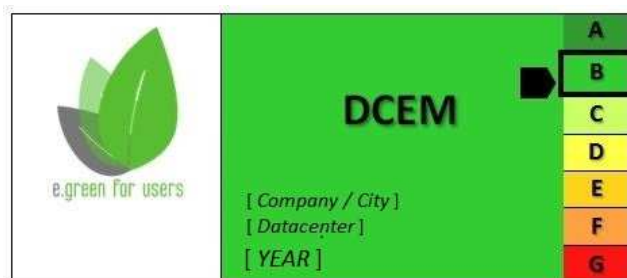 e.green for users
DCEM
[ Company / City ]
[ Datacenter ]
[ YEAR ]
A
B
C
D
E
F
G